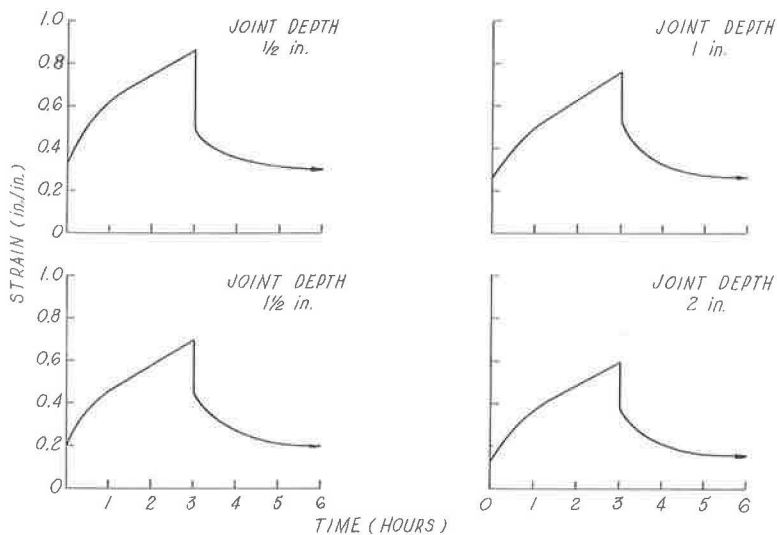 1.0
0.8
0.6
0.4
0.2
0
JOINT DEPTH
1/2 in.
JOINT DEPTH
1 in.
STRAIN (in./in.)
1.0
0.8
0.6
0.4
0.2
0
JOINT DEPTH
1 1/2 in.
JOINT DEPTH
2 in.
1 2 3 4 5 6
0 1 2 3 4 5 6
TIME (HOURS)